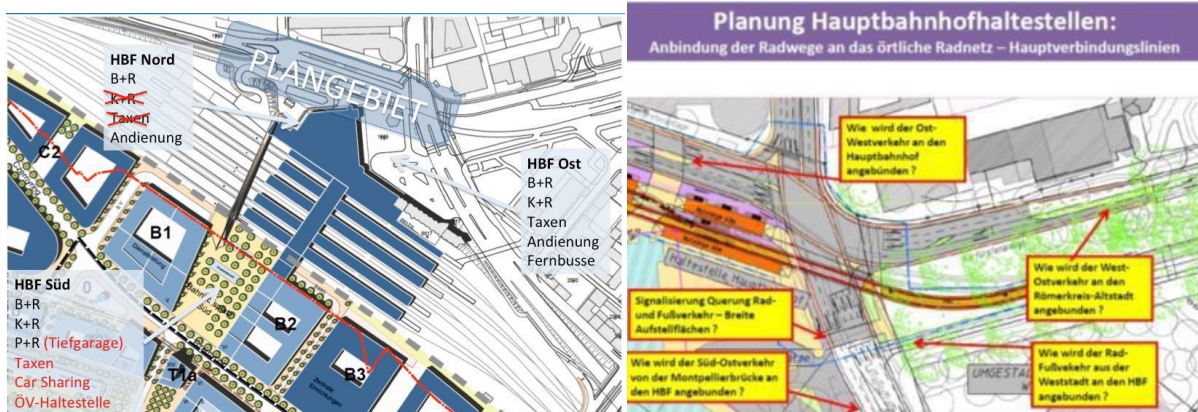 HBF Nord
B+R
K+R
Taxen
Andienung
PLANGEBIET
HBF Ost
B+R
K+R
Taxen
Andienung
Fernbusse
C2
B1
B2
B3
T1a
HBF Süd
B+R
K+R
P+R (Tiefgarage)
Taxen
Car Sharing
ÖV-Haltestelle
Planung Hauptbahnhofhaltestellen:
Anbindung der Radwege an das örtliche Radnetz – Hauptverbindungslinien
Wie wird der Ost-
Westverkehr an den
Hauptbahnhof
angebünden ?
Wie wird der West-
Ostverkehr an den
Römerkreis-Altstadt
angebunden ?
Haltestelle Haupt
Signalisierung Querung Rad-
und Fußverkehr – Breite
Aufstellflächen ?
Wie wird der Süd-Ostverkehr
von der Montpellierbrücke an
den HBF angebunden ?
Wie wird der Rad-
Fußvekehr aus der
Weststadt an den HBF
angebunden ?
UMGESTAL